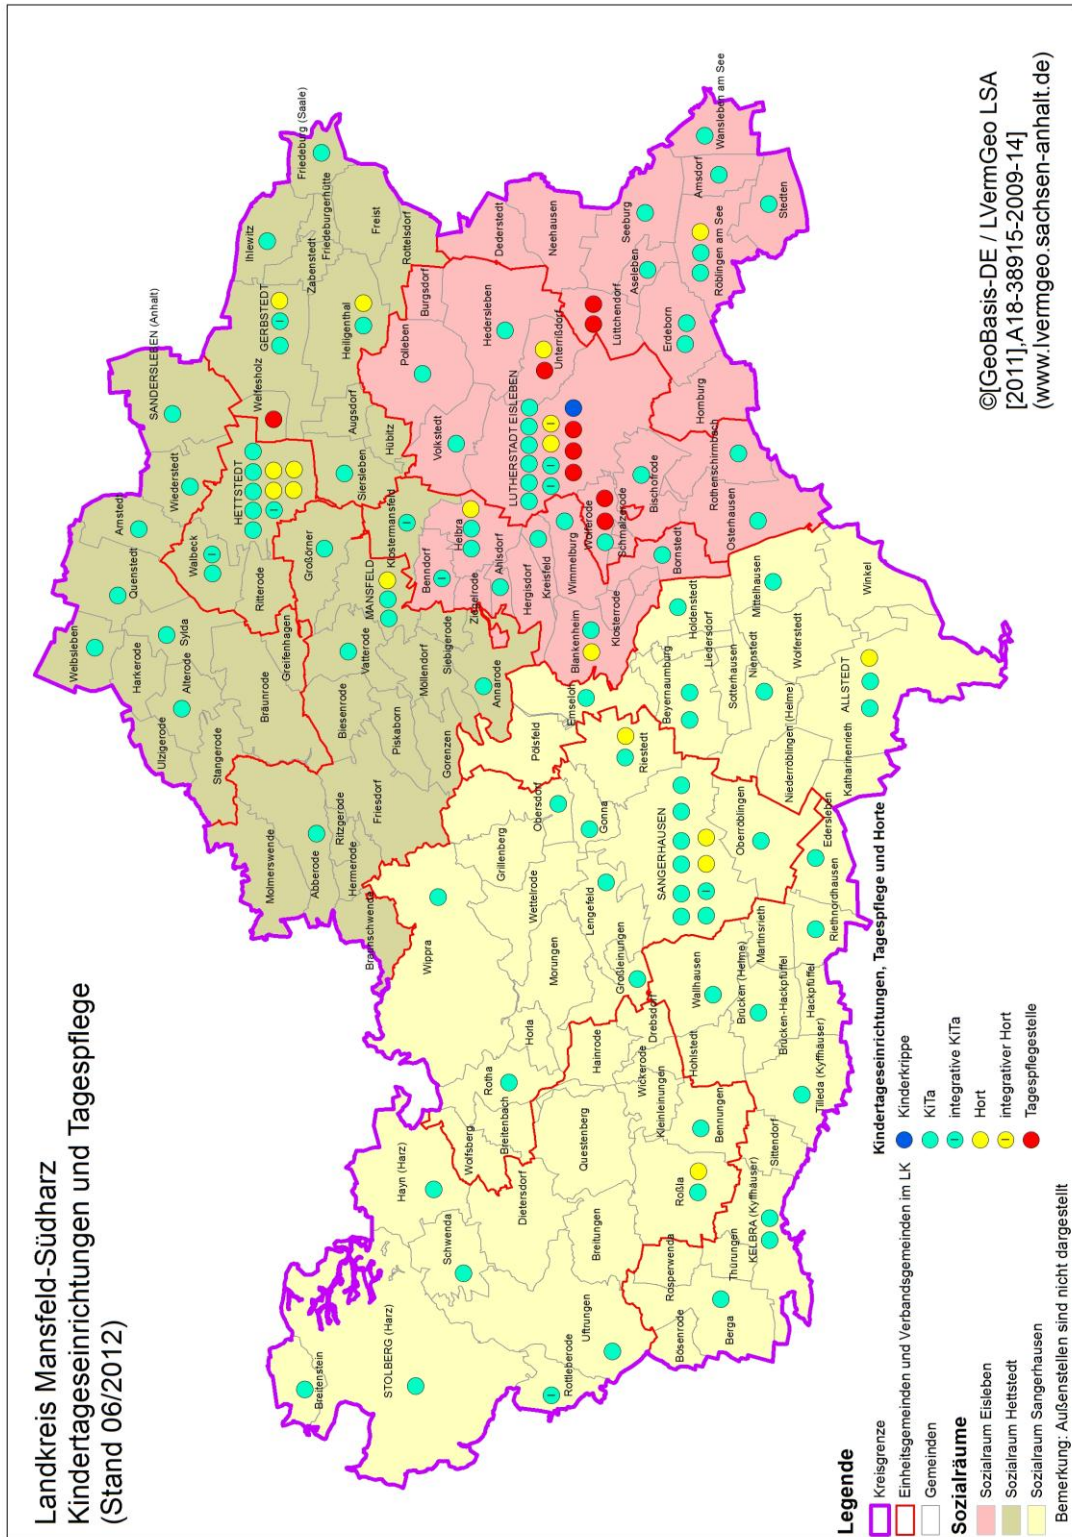 Landkreis Mansfeld-Südharz
Kindertageseinrichtungen und Tagespflege
(Stand 06/2012)
Breitenstein
STOLBERG (Harz)
Hayn (Harz)
Schwenda
Rottleberode
Uftrungen
Wolfsberg
Breitenbach
Dietersdorf
Rotha
Horla
Questenberg
Breitungen
Hainrode
Wickerode
Kleinleinungen
Drebsdorf
Roßla
Bennungen
Rosperwenda
Bösenrode
Berga
Thürungen
KELBRA (Kyffhäuser)
Sittendorf
Tilleda (Kyffhäuser)
Hohlstedt
Wallhausen
Brücken (Helme)
Martinsrieth
Brücken-Hackpfüffel
Hackpfüffel
Riethnordhausen
Edersleben
Wippra
Grillenberg
Wettelrode
Morungen
Obersdorf
Gonna
Lengefeld
Großleinungen
SANGERHAUSEN
Oberröblingen
Riestedt
Pölsfeld
Emseloh
Beyernaumburg
Holdenstedt
Liedersdorf
Sotterhausen
Nienstedt
Mittelhausen
Wolferstedt
Winkel
Niederröblingen (Helme)
Katharinenrieth
ALLSTEDT
Braunschwenda
Molmerswende
Abberode
Ritzgerode
Hermerode
Friesdorf
Gorenzen
Piskaborn
Biesenrode
Vatterode
Möllendorf
Siebigerode
Annarode
MANSFELD
Großörner
Klostermansfeld
Stangerode
Ulzigerode
Alterode
Harkerode
Sylda
Welbsleben
Quenstedt
Arnstedt
Bräunrode
Greifenhagen
Ritterode
Walbeck
HETTSTEDT
Wiederstedt
SANDERSLEBEN (Anhalt)
Siersleben
Hübitz
Augsdorf
Welfesholz
GERBSTEDT
Heiligenthal
Ihlewitz
Zabenstedt
Friedeburgerhütte
Friedeburg (Saale)
Freist
Rottelsdorf
Burgsdorf
Polleben
Volkstedt
Hedersleben
Dederstedt
Neehausen
Unterrißdorf
LUTHERSTADT EISLEBEN
Lüttchendorf
Seeburg
Aseleben
Erdeborn
Röblingen am See
Amsdorf
Wansleben am See
Stedten
Hornburg
Rothenschirmbach
Osterhausen
Bischofrode
Schmalzerode
Wolferode
Bornstedt
Wimmelburg
Kreisfeld
Hergisdorf
Ahlsdorf
Ziegelrode
Helbra
Benndorf
Blankenheim
Klosterrode
Legende
Kreisgrenze
Einheitsgemeinden und Verbandsgemeinden im LK
Gemeinden
Sozialräume
Sozialraum Eisleben
Sozialraum Hettstedt
Sozialraum Sangerhausen
Bemerkung: Außenstellen sind nicht dargestellt
Kindertageseinrichtungen, Tagespflege und Horte
Kinderkrippe
KiTa
I integrative KiTa
Hort
I integrativer Hort
Tagespflegestelle
©[GeoBasis-DE / LVermGeo LSA
[2011],A18-38915-2009-14]
(www.lvermgeo.sachsen-anhalt.de)